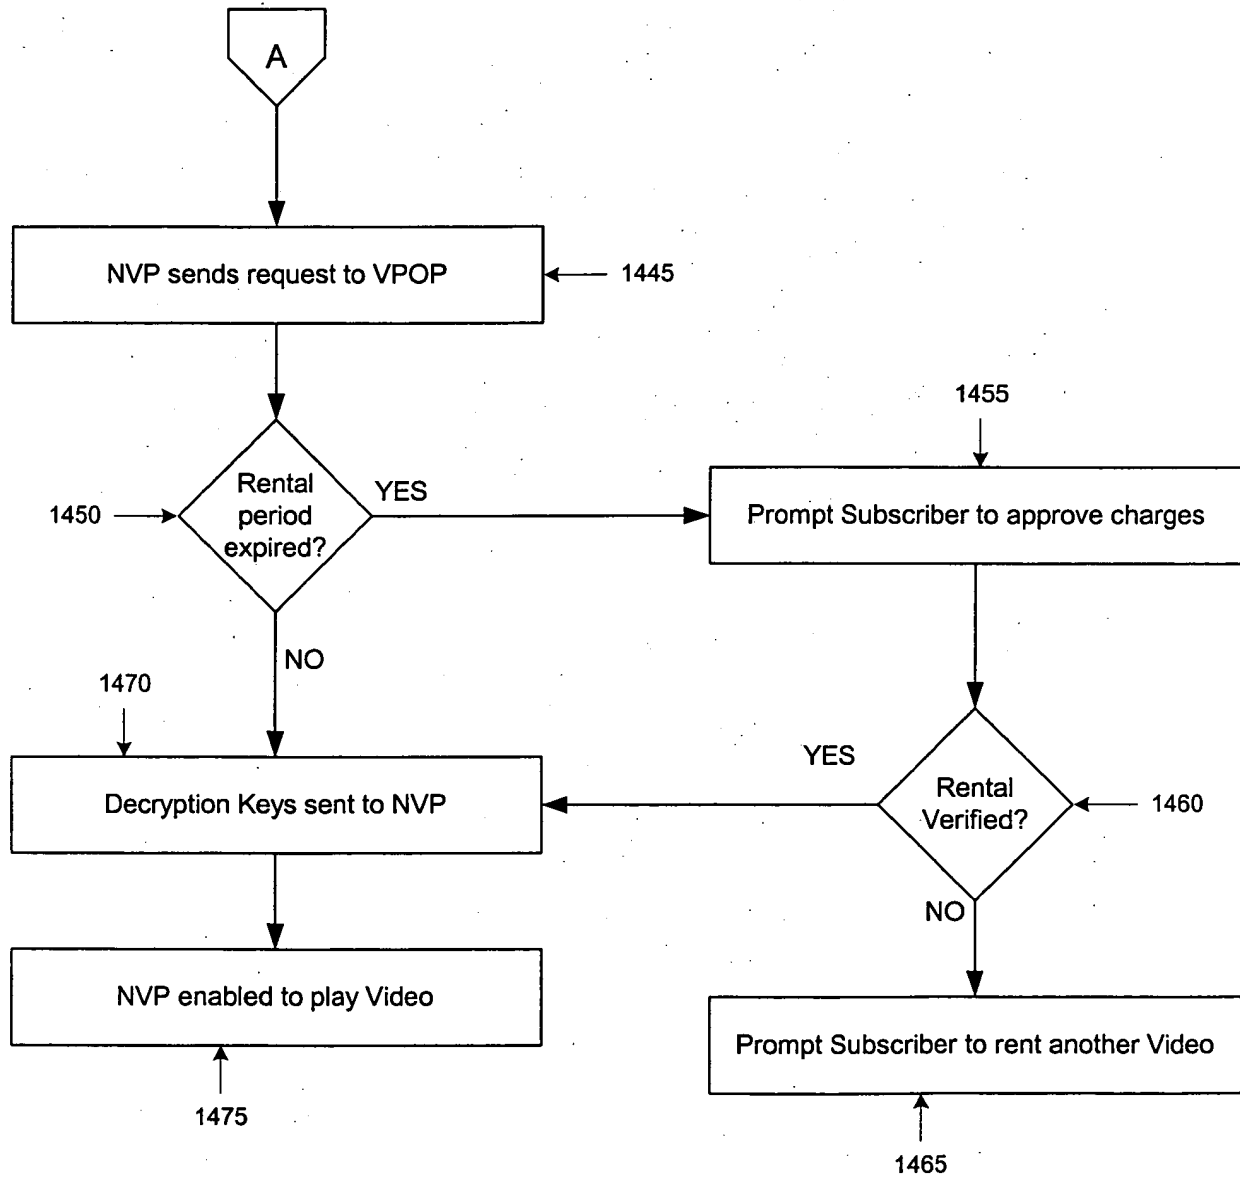 A
NVP sends request to VPOP
1445
1455
Rental
period
expired?
YES
1450
Prompt Subscriber to approve charges
NO
1470
YES
Decryption Keys sent to NVP
Rental
Verified?
1460
NO
NVP enabled to play Video
Prompt Subscriber to rent another Video
1475
1465